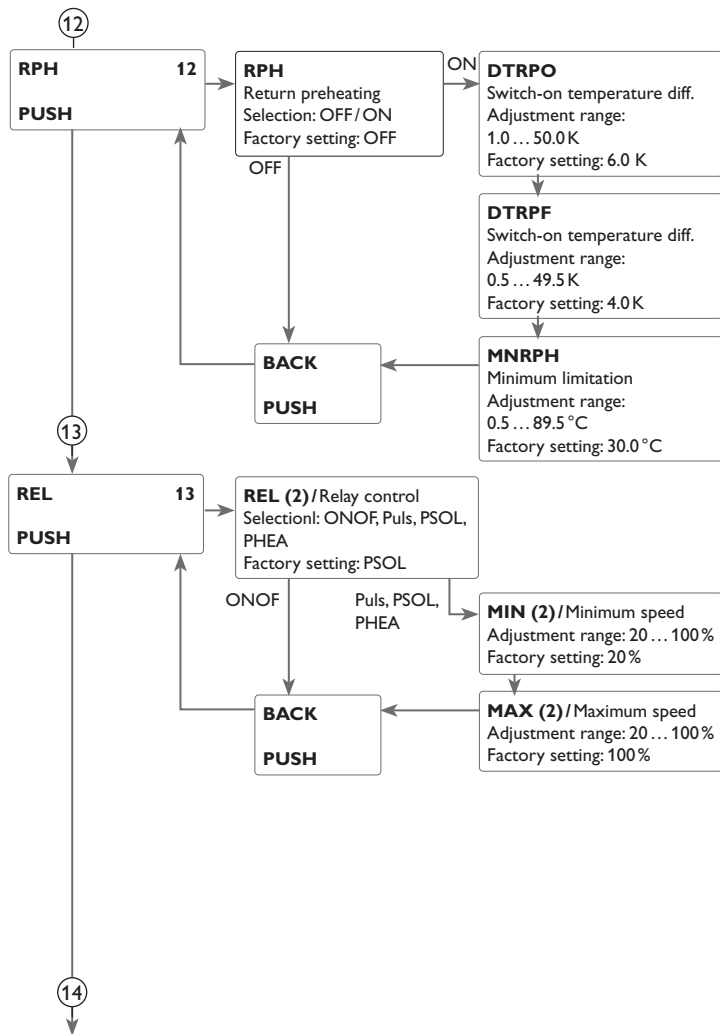 12
RPH 12
PUSH
RPH
Return preheating
Selection: OFF / ON
Factory setting: OFF
ON
OFF
DTRPO
Switch-on temperature diff.
Adjustment range:
1.0 ... 50.0 K
Factory setting: 6.0 K
DTRPF
Switch-on temperature diff.
Adjustment range:
0.5 ... 49.5 K
Factory setting: 4.0 K
MNRPH
Minimum limitation
Adjustment range:
0.5 ... 89.5 °C
Factory setting: 30.0 °C
BACK
PUSH
13
REL 13
PUSH
REL (2) / Relay control
Selectionl: ONOF, Puls, PSOL,
PHEA
Factory setting: PSOL
ONOF
Puls, PSOL,
PHEA
MIN (2) / Minimum speed
Adjustment range: 20 ... 100 %
Factory setting: 20 %
MAX (2) / Maximum speed
Adjustment range: 20 ... 100 %
Factory setting: 100 %
BACK
PUSH
14